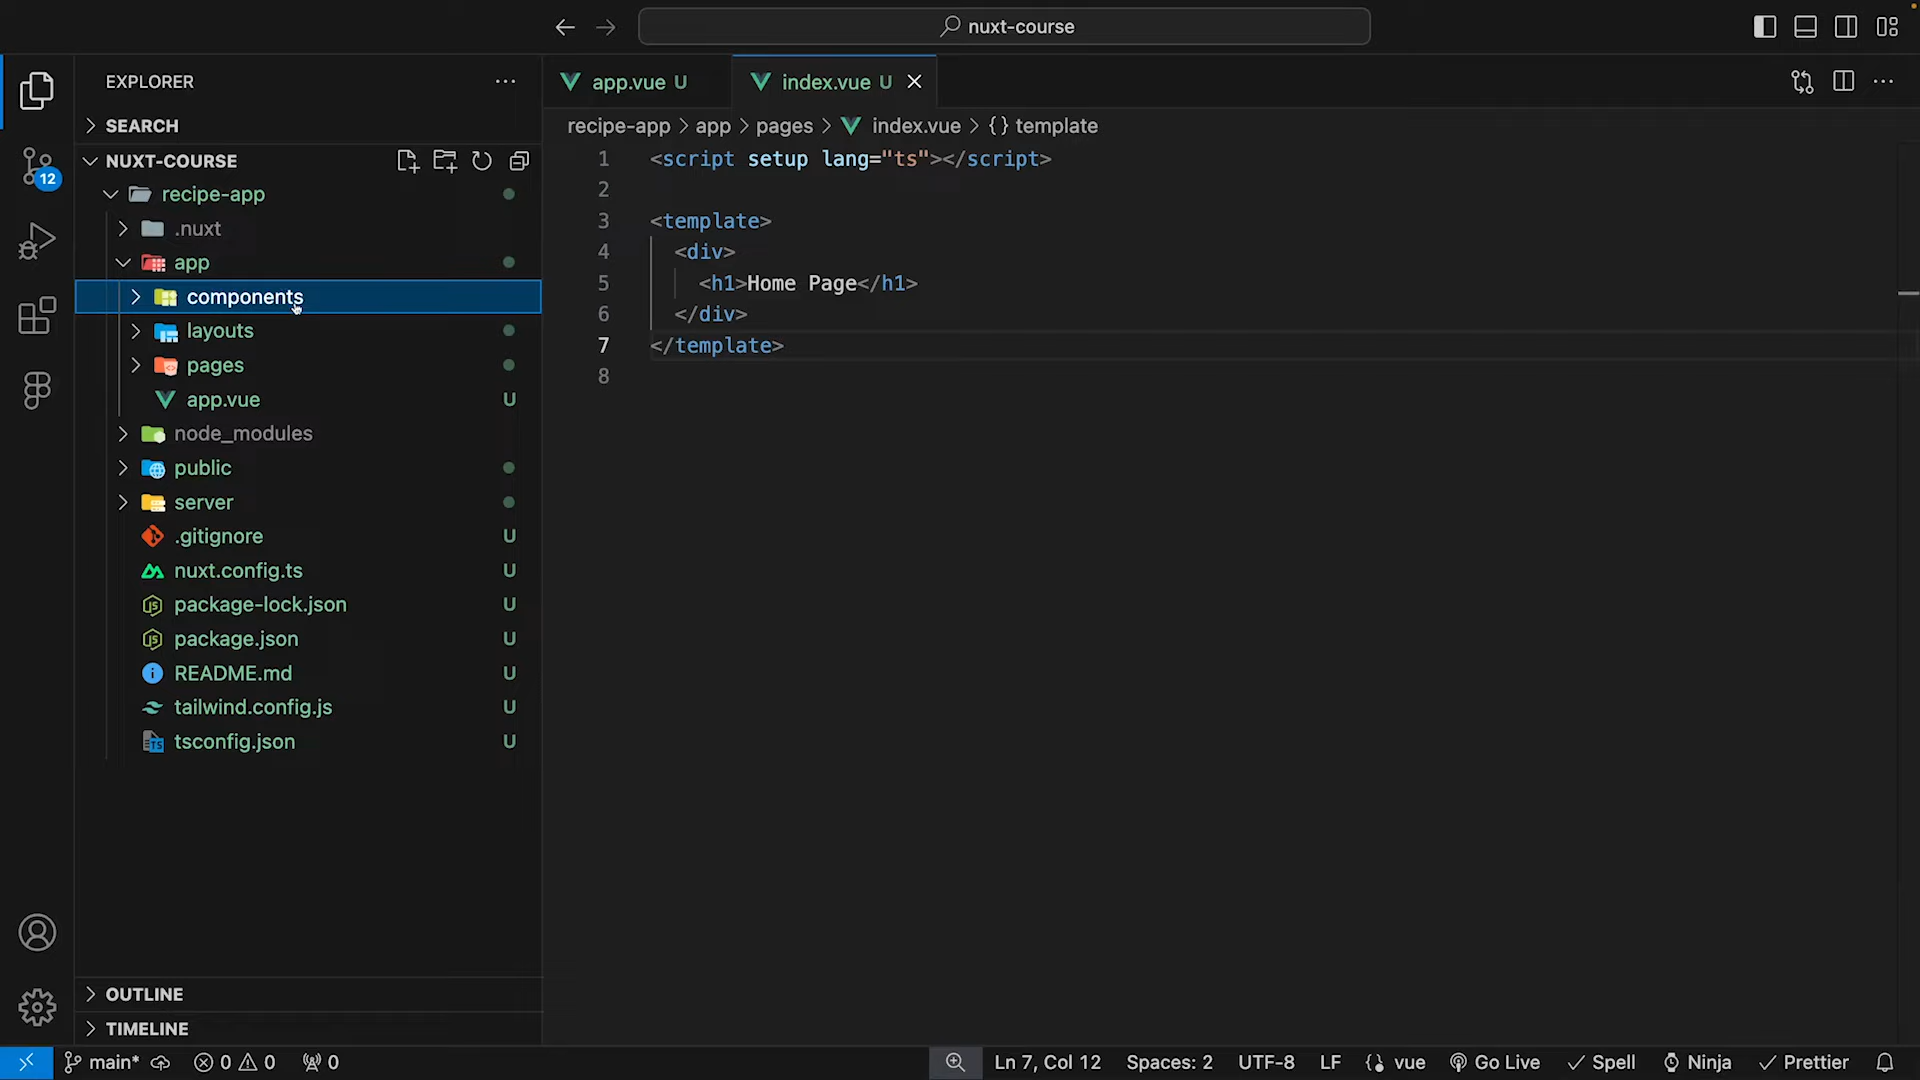 nuxt-course
EXPLORER
SEARCH
NUXT-COURSE
12
recipe-app
.nuxt
app
components
layouts
pages
app.vue U
node_modules
public
server
.gitignore U
nuxt.config.ts U
package-lock.json U
package.json U
README.md U
tailwind.config.js U
tsconfig.json U
OUTLINE
TIMELINE
app.vue U
index.vue U
recipe-app > app > pages > index.vue > {} template
1 <script setup lang="ts"></script>
2
3 <template>
4 <div>
5 <h1>Home Page</h1>
6 </div>
7 </template>
8
main* 0 0 0 Ln 7, Col 12 Spaces: 2 UTF-8 LF vue Go Live Spell Ninja Prettier